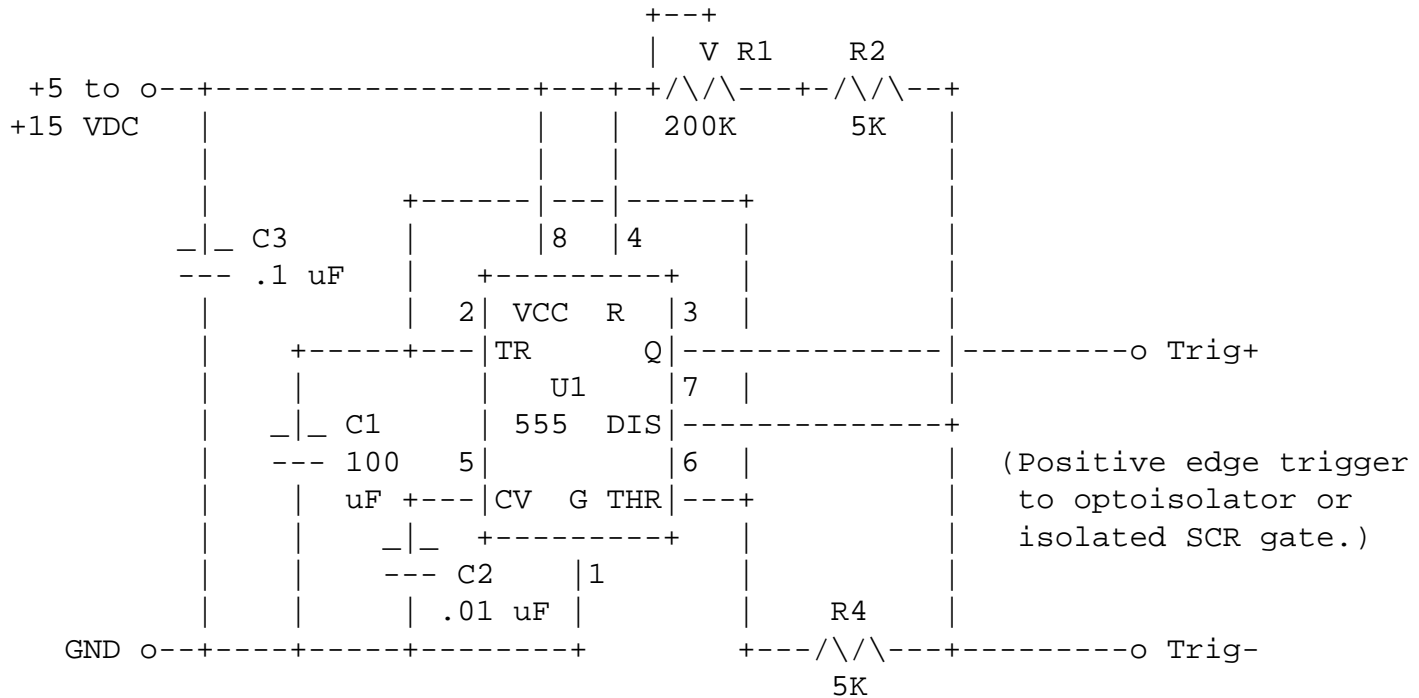 V R1 R2
+5 to o
+15 VDC 200K 5K
C3 8 4
.1 uF
2 VCC R 3
TR Q o Trig+
U1 7
C1 555 DIS
100 5 6 (Positive edge trigger
uF CV G THR to optoisolator or
isolated SCR gate.)
C2 1
.01 uF R4
GND o o Trig-
5K